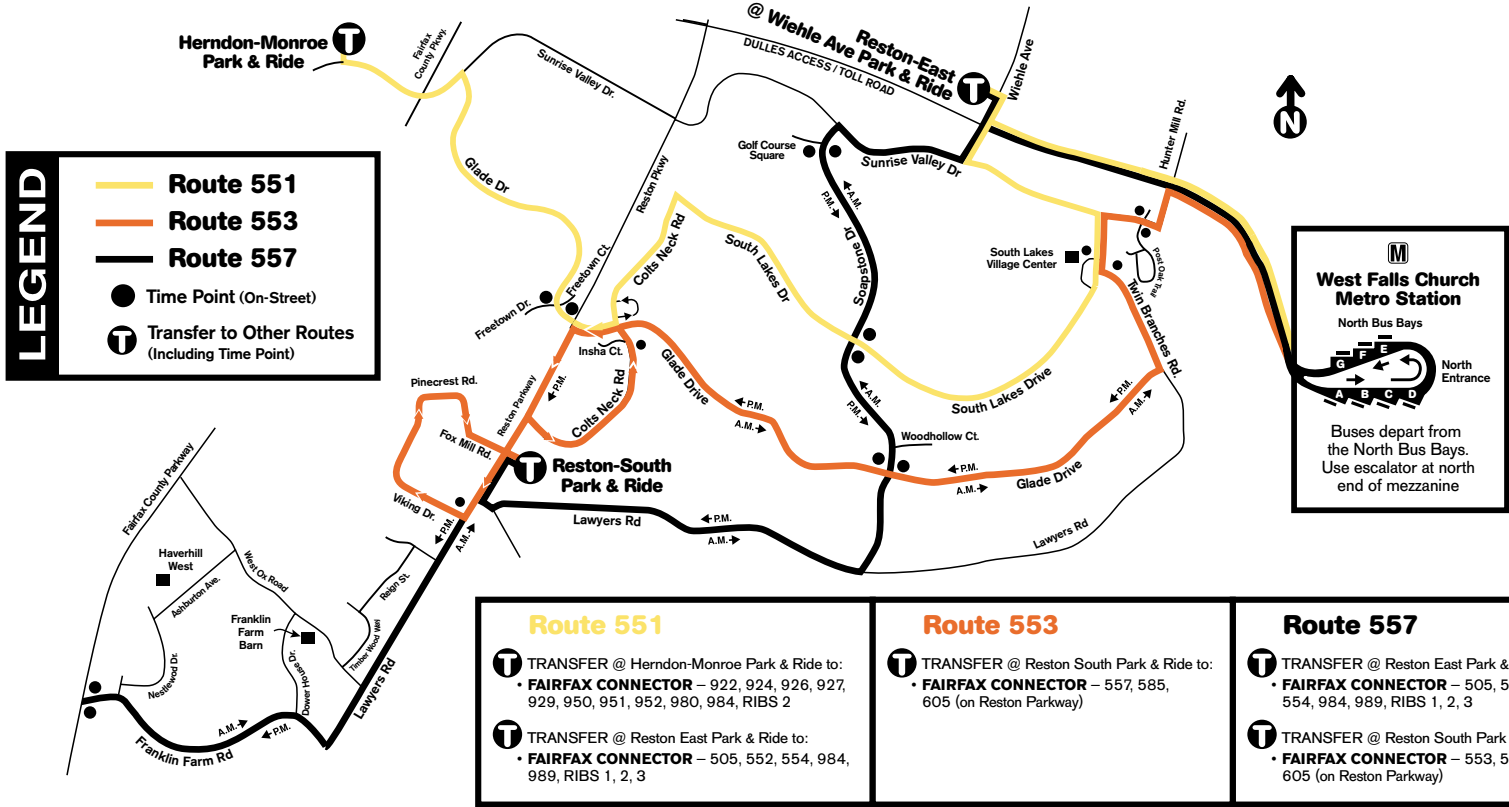 Herndon-Monroe
Park & Ride
T
Fairfax
County Pkwy.
Sunrise Valley Dr.
Reston-East
@ Wiehle Ave Park & Ride
T
DULLES ACCESS / TOLL ROAD
Wiehle Ave
Hunter Mill Rd.
N
LEGEND
Route 551
Route 553
Route 557
Time Point (On-Street)
T Transfer to Other Routes
(Including Time Point)
Glade Dr
Reston Pkwy
Golf Course
Square
Sunrise Valley Dr
A.M.
P.M.
Soapstone Dr
Colts Neck Rd
South Lakes Dr
Freetown Ct.
Freetown Dr.
Insha Ct.
South Lakes
Village Center
Post Oak Trail
Twin Branches Rd.
M
West Falls Church
Metro Station
North Bus Bays
G F E
A B C D
North
Entrance
Buses depart from
the North Bus Bays.
Use escalator at north
end of mezzanine
Pinecrest Rd.
Reston Parkway
P.M.
Colts Neck Rd
Glade Drive
P.M.
A.M.
A.M.
P.M.
South Lakes Drive
P.M.
A.M.
Woodhollow Ct.
Fox Mill Rd.
T
Reston-South
Park & Ride
P.M.
A.M.
Glade Drive
Viking Dr.
P.M.
A.M.
Lawyers Rd
P.M.
A.M.
Lawyers Rd
Fairfax County Parkway
Haverhill
West
Ashburton Ave.
West Ox Road
Reign St.
Franklin
Farm
Barn
Timber Wood Way
Nestlewood Dr.
Dower House Dr.
Lawyers Rd
A.M.
P.M.
Franklin Farm Rd
Route 551
T TRANSFER @ Herndon-Monroe Park & Ride to:
• FAIRFAX CONNECTOR – 922, 924, 926, 927,
929, 950, 951, 952, 980, 984, RIBS 2
T TRANSFER @ Reston East Park & Ride to:
• FAIRFAX CONNECTOR – 505, 552, 554, 984,
989, RIBS 1, 2, 3
Route 553
T TRANSFER @ Reston South Park & Ride to:
• FAIRFAX CONNECTOR – 557, 585,
605 (on Reston Parkway)
Route 557
T TRANSFER @ Reston East Park &
• FAIRFAX CONNECTOR – 505, 5
554, 984, 989, RIBS 1, 2, 3
T TRANSFER @ Reston South Park
• FAIRFAX CONNECTOR – 553, 5
605 (on Reston Parkway)